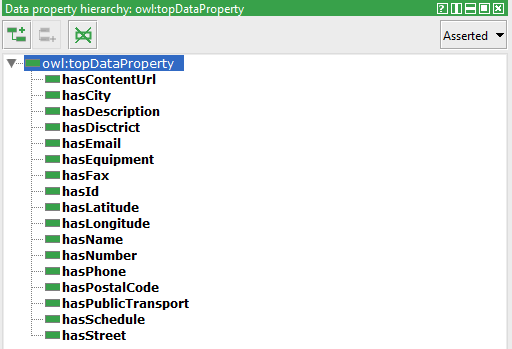 Data property hierarchy: owl:topDataProperty
Asserted
owl:topDataProperty
hasContentUrl
hasCity
hasDescription
hasDisctrict
hasEmail
hasEquipment
hasFax
hasId
hasLatitude
hasLongitude
hasName
hasNumber
hasPhone
hasPostalCode
hasPublicTransport
hasSchedule
hasStreet